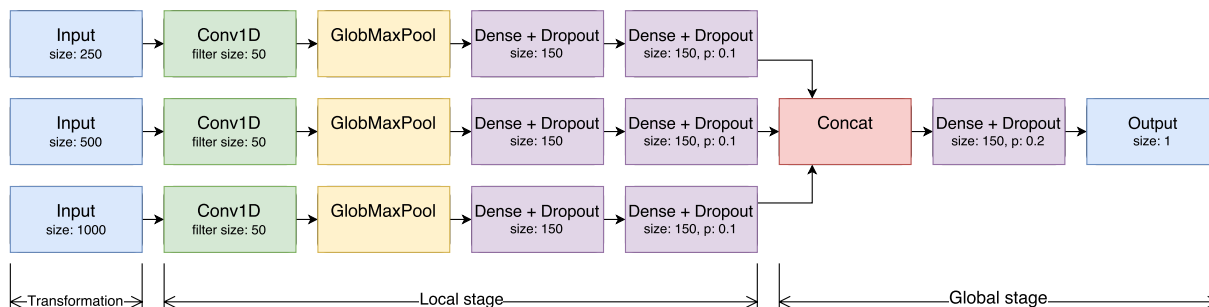 Input
size: 250
Conv1D
filter size: 50
GlobMaxPool
Dense + Dropout
size: 150
Dense + Dropout
size: 150, p: 0.1
Input
size: 500
Conv1D
filter size: 50
GlobMaxPool
Dense + Dropout
size: 150
Dense + Dropout
size: 150, p: 0.1
Concat
Dense + Dropout
size: 150, p: 0.2
Output
size: 1
Input
size: 1000
Conv1D
filter size: 50
GlobMaxPool
Dense + Dropout
size: 150
Dense + Dropout
size: 150, p: 0.1
Transformation
Local stage
Global stage